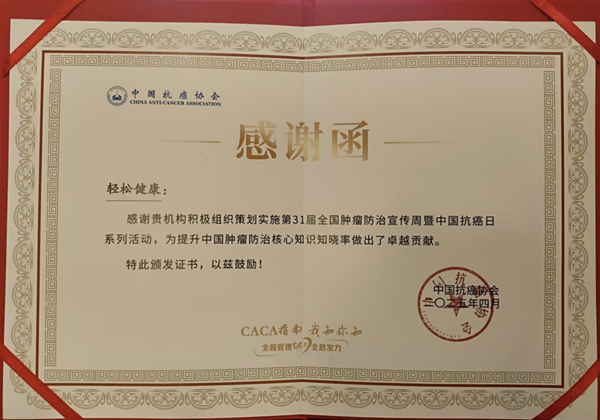 中国抗癌协会
CHINA ANTI-CANCER ASSOCIATION
感谢函
轻松健康：
感谢贵机构积极组织策划实施第31届全国肿瘤防治宣传周暨中国抗癌日
系列活动，为提升中国肿瘤防治核心知识知晓率做出了卓越贡献。
特此颁发证书，以兹鼓励！
中国抗癌协会
二〇二五年四月
CACA指南 我知你知
全程管理 全息发力